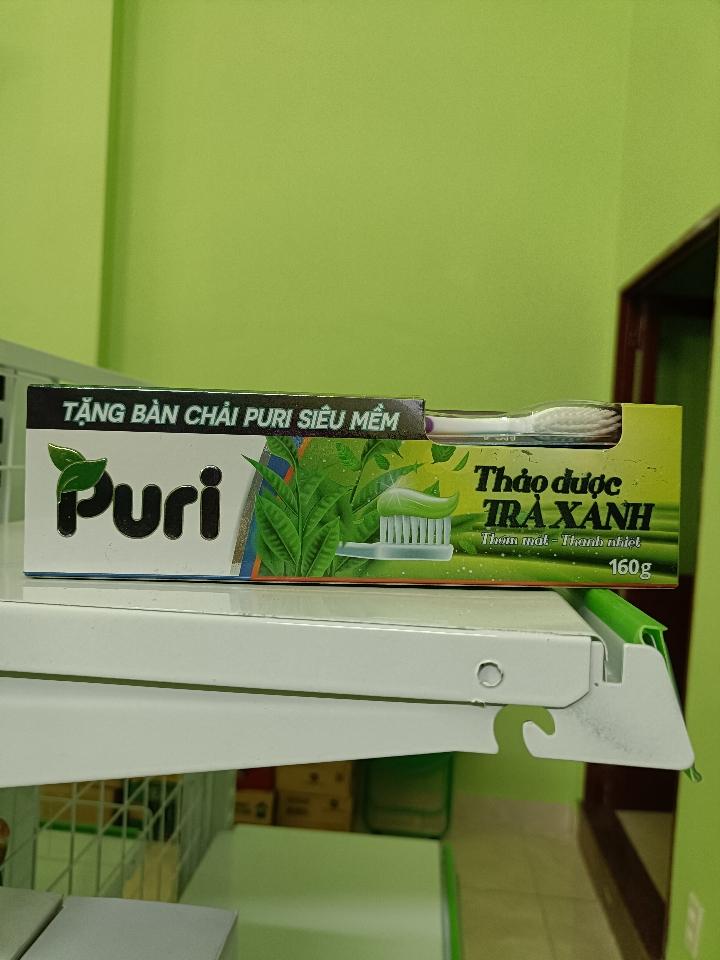 TẶNG BÀN CHẢI PURI SIÊU MỀM
Puri
Thảo dược
TRÀ XANH
Thơm mát - Thanh nhiệt
160g